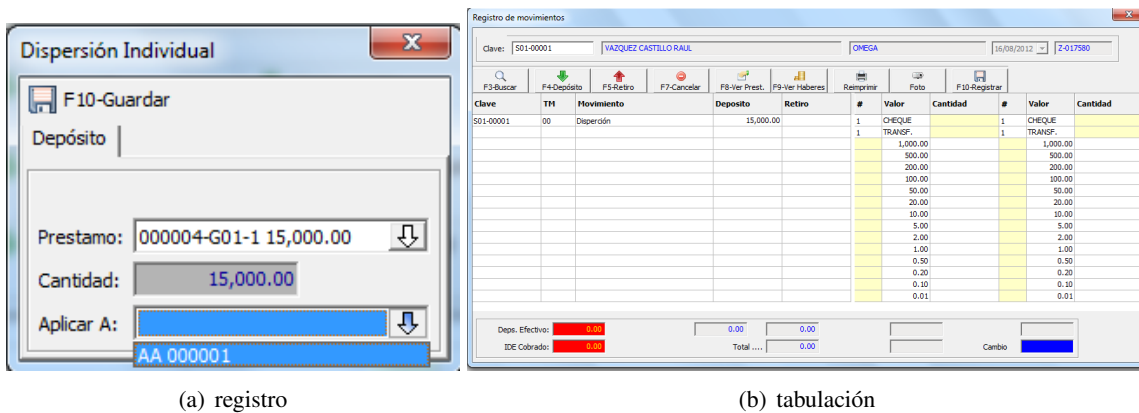 Dispersión Individual
F10-Guardar
Depósito
Prestamo: 000004-G01-1 15,000.00
Cantidad: 15,000.00
Aplicar A:
AA 000001
(a) registro
Registro de movimientos
Clave: S01-00001 VAZQUEZ CASTILLO RAUL OMEGA 16/08/2012 Z-017580
F3-Buscar F4-Depósito F5-Retiro F7-Cancelar F8-Ver Prest. F9-Ver Haberes Reimprimir Foto F10-Registrar
Clave TM Movimiento Deposito Retiro # Valor Cantidad # Valor Cantidad
S01-00001 00 Disperción 15,000.00 1 CHEQUE 1 CHEQUE
1 TRANSF. 1 TRANSF.
1,000.00 1,000.00
500.00 500.00
200.00 200.00
100.00 100.00
50.00 50.00
20.00 20.00
10.00 10.00
5.00 5.00
2.00 2.00
1.00 1.00
0.50 0.50
0.20 0.20
0.10 0.10
0.01 0.01
Deps. Efectivo: 0.00 0.00 0.00
IDE Cobrado: 0.00 Total .... 0.00 Cambio
(b) tabulación